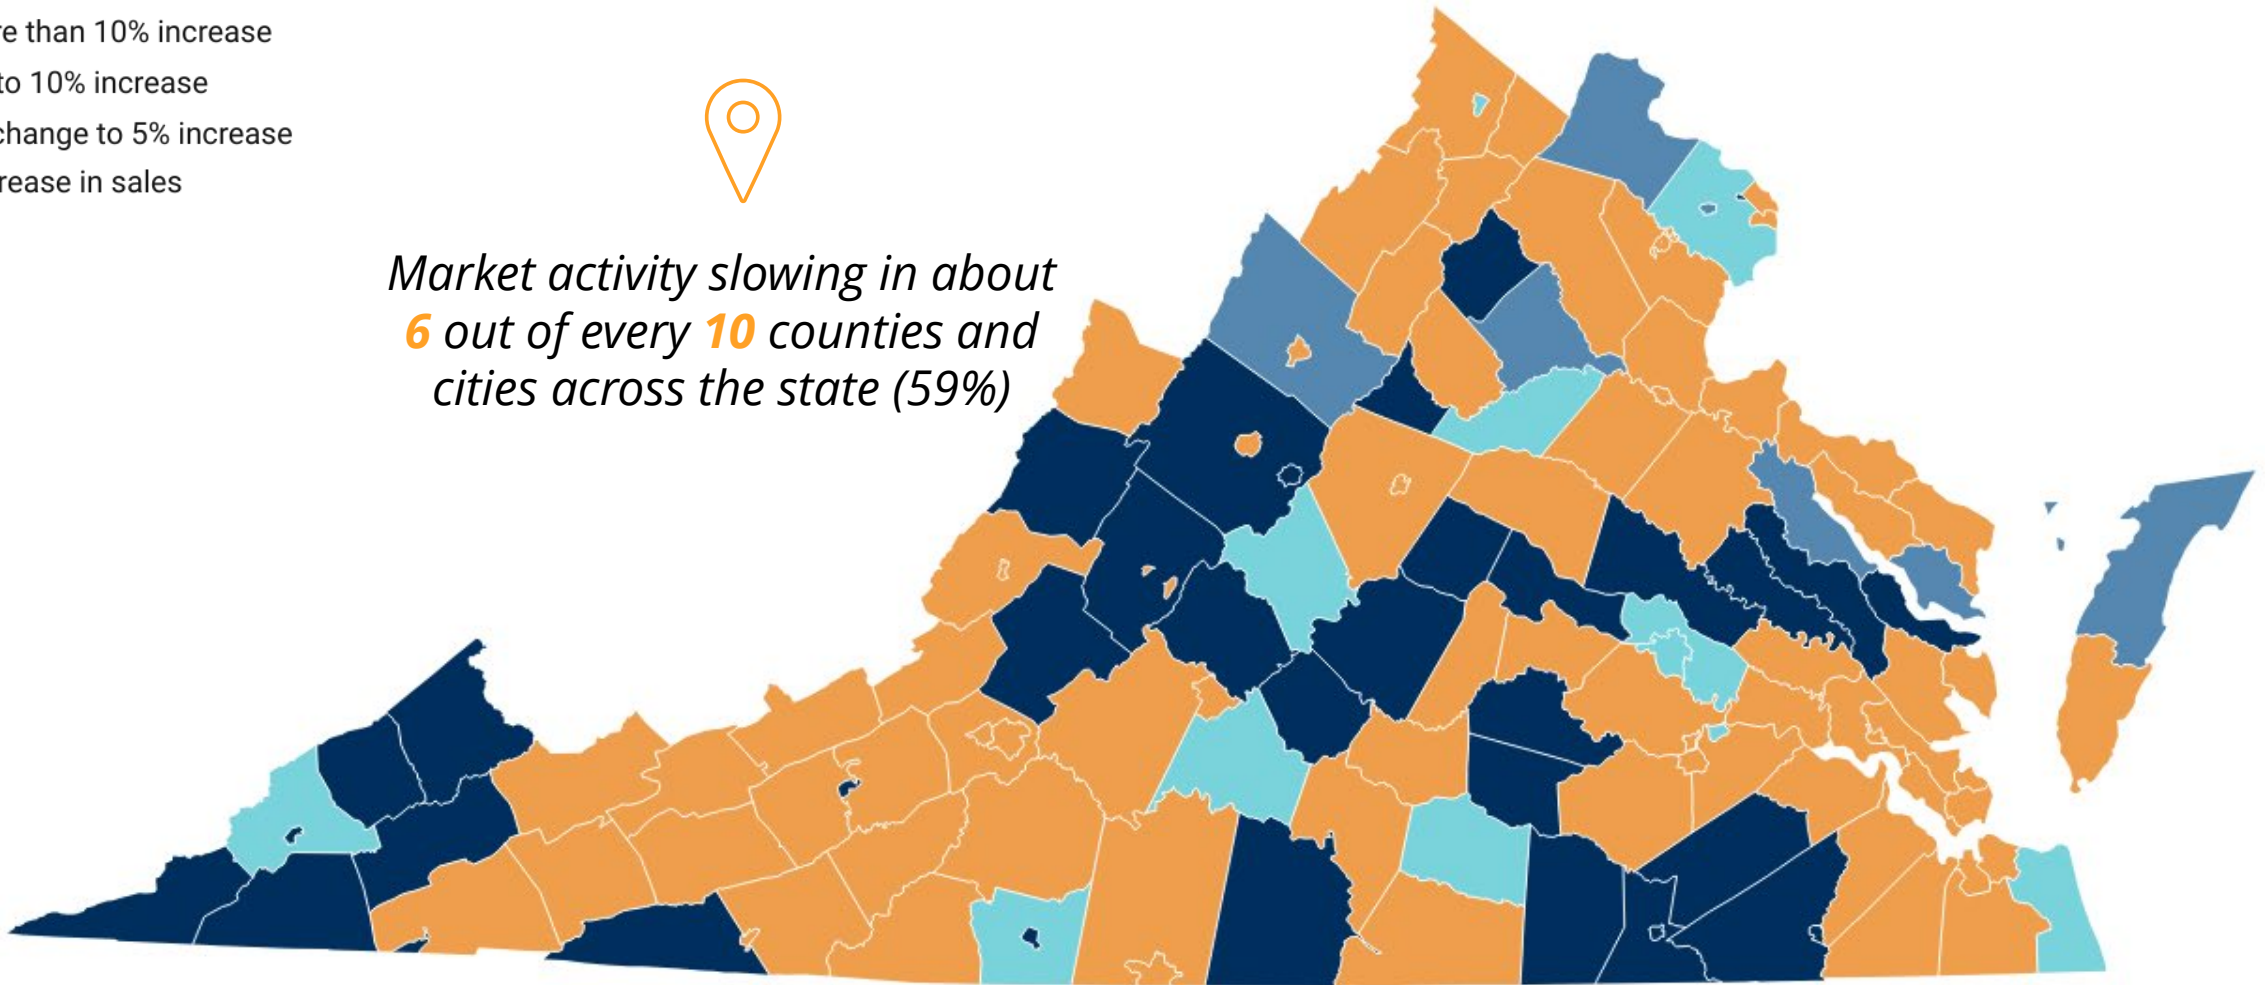 re than 10% increase
to 10% increase
change to 5% increase
rease in sales
Market activity slowing in about
6 out of every 10 counties and
cities across the state (59%)